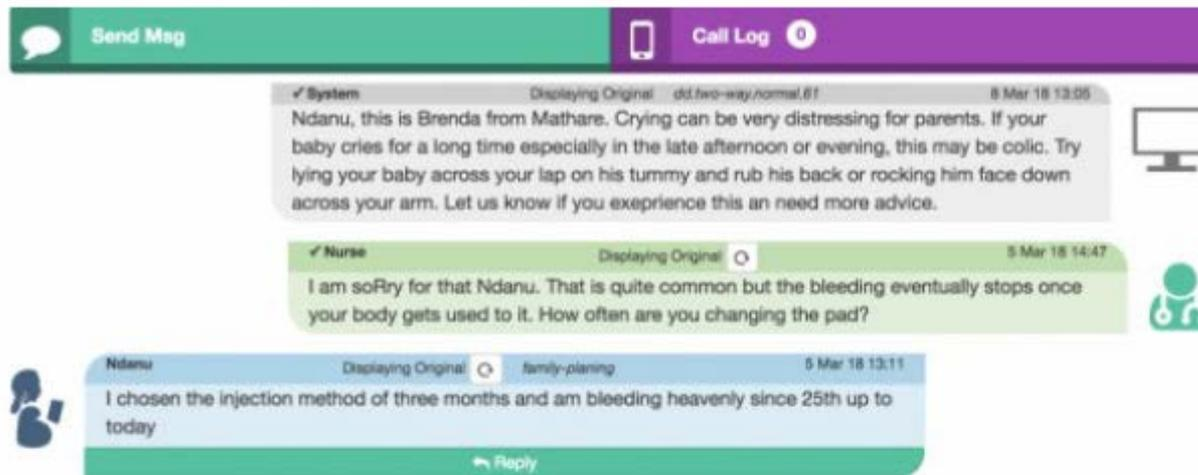 Send Msg
Call Log 0
✓ System Displaying Original dd.two-way.normal.61 8 Mar 18 13:05
Ndanu, this is Brenda from Mathare. Crying can be very distressing for parents. If your
baby cries for a long time especially in the late afternoon or evening, this may be colic. Try
lying your baby across your lap on his tummy and rub his back or rocking him face down
across your arm. Let us know if you exeprience this an need more advice.
✓ Nurse Displaying Original 5 Mar 18 14:47
I am soRry for that Ndanu. That is quite common but the bleeding eventually stops once
your body gets used to it. How often are you changing the pad?
Ndanu Displaying Original family-planing 5 Mar 18 13:11
I chosen the injection method of three months and am bleeding heavenly since 25th up to
today
Reply